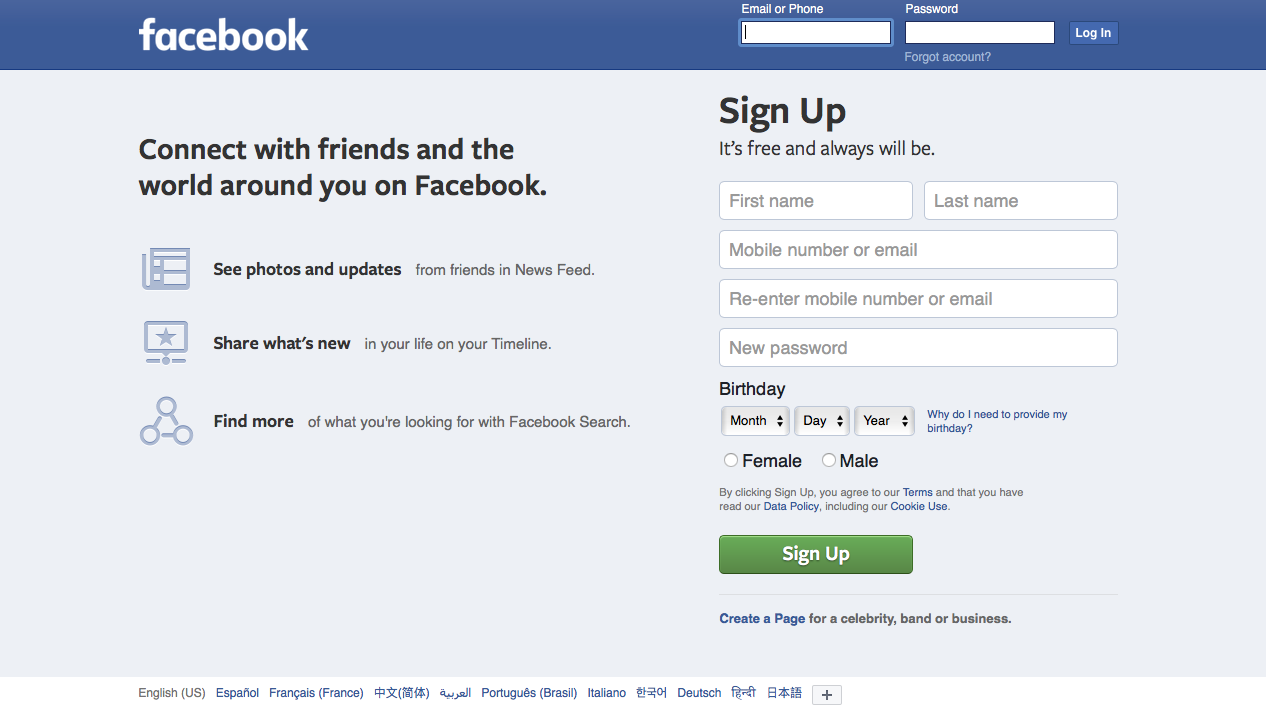 facebook
Email or Phone
Password
Log In
Forgot account?
Connect with friends and the
world around you on Facebook.
See photos and updates from friends in News Feed.
Share what's new in your life on your Timeline.
Find more of what you're looking for with Facebook Search.
Sign Up
It's free and always will be.
First name
Last name
Mobile number or email
Re-enter mobile number or email
New password
Birthday
Month
Day
Year
Why do I need to provide my
birthday?
Female
Male
By clicking Sign Up, you agree to our Terms and that you have
read our Data Policy, including our Cookie Use.
Sign Up
Create a Page for a celebrity, band or business.
English (US) Español Français (France) 中文(简体) العربية Português (Brasil) Italiano 한국어 Deutsch हिन्दी 日本語 +